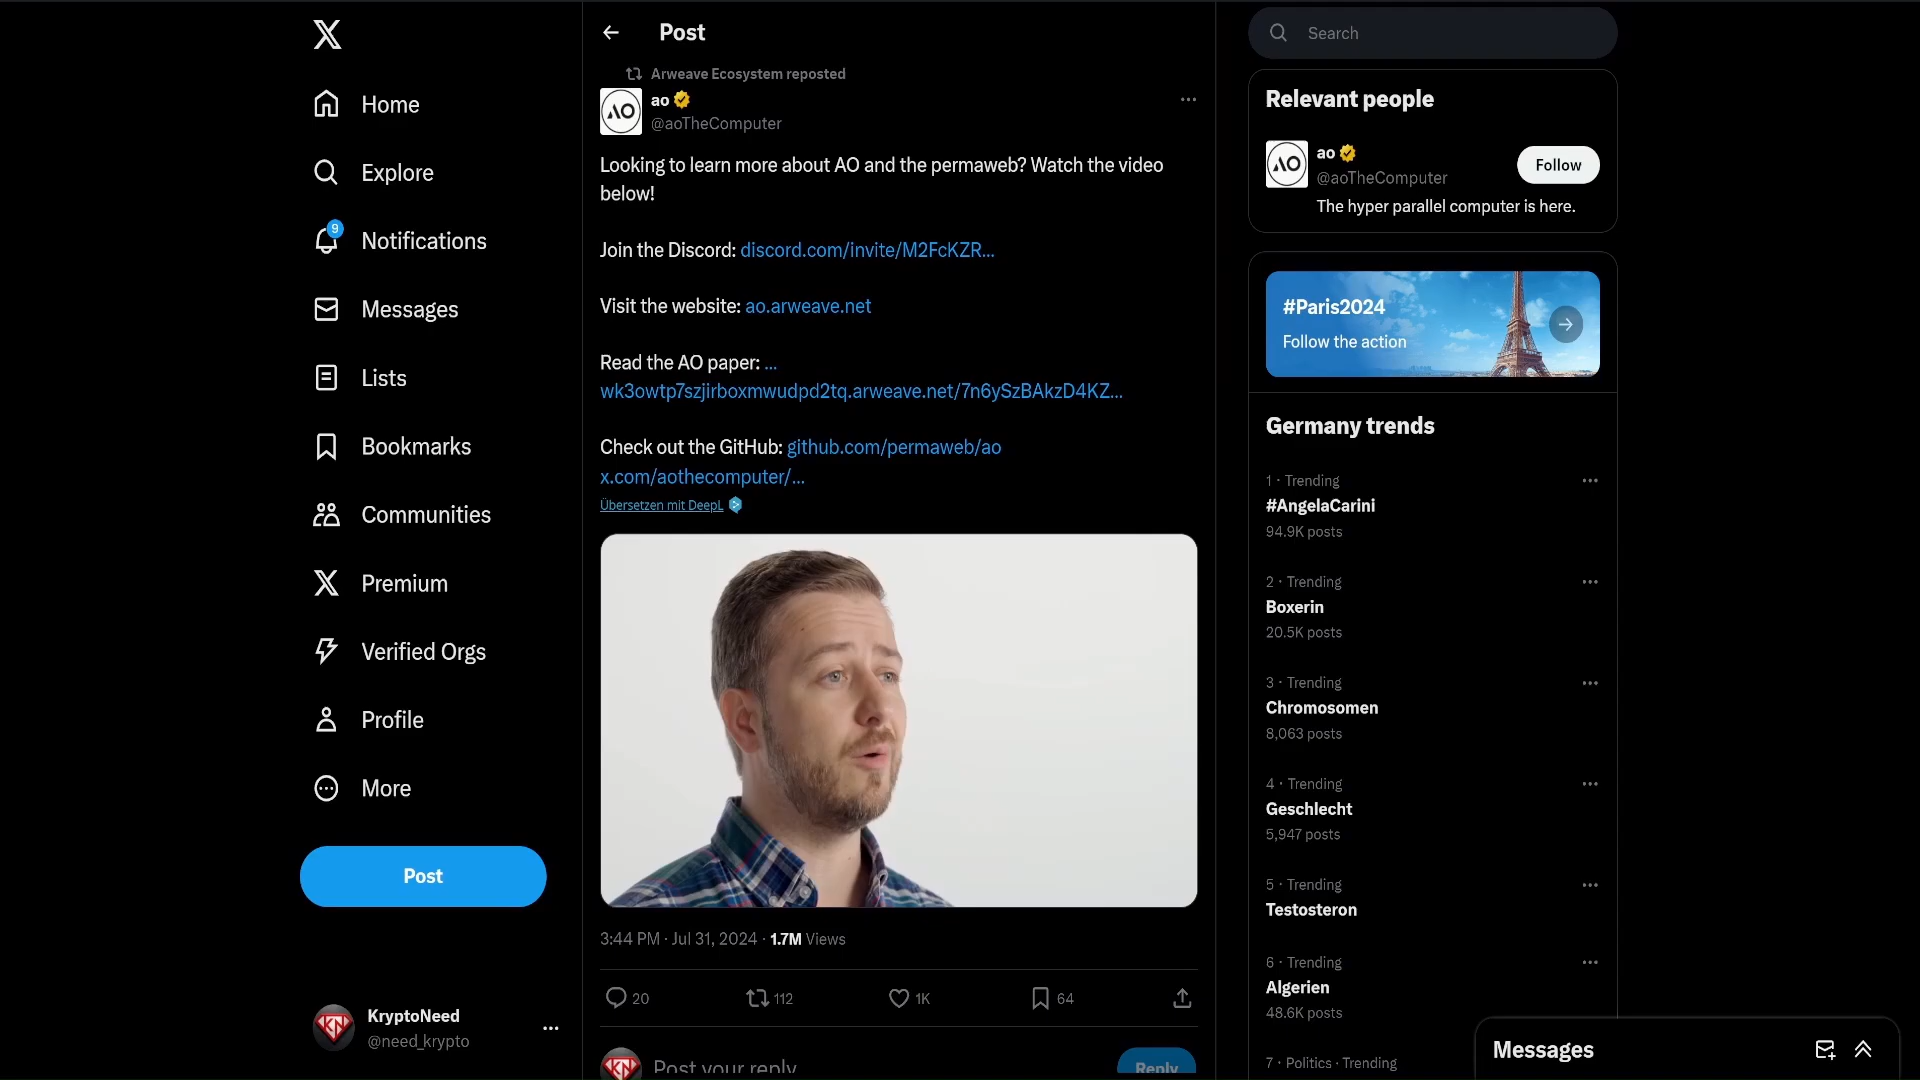 Home
Explore
9
Notifications
Messages
Lists
Bookmarks
Communities
Premium
Verified Orgs
Profile
More
Post
KryptoNeed
@need_krypto
Post
Arweave Ecosystem reposted
AO
ao
@aoTheComputer
Looking to learn more about AO and the permaweb? Watch the video
below!
Join the Discord: discord.com/invite/M2FcKZR...
Visit the website: ao.arweave.net
Read the AO paper: ...
wk3owtp7szjirboxmwudpd2tq.arweave.net/7n6ySzBAkzD4KZ...
Check out the GitHub: github.com/permaweb/ao
x.com/aothecomputer/...
Übersetzen mit DeepL
3:44 PM · Jul 31, 2024 · 1.7M Views
20 112 1K 64
KN Post your reply Reply
Search
Relevant people
AO
ao
@aoTheComputer
Follow
The hyper parallel computer is here.
#Paris2024
Follow the action
Germany trends
1 · Trending
#AngelaCarini
94.9K posts
2 · Trending
Boxerin
20.5K posts
3 · Trending
Chromosomen
8,063 posts
4 · Trending
Geschlecht
5,947 posts
5 · Trending
Testosteron
6 · Trending
Algerien
48.6K posts
7 · Politics · Trending
Messages